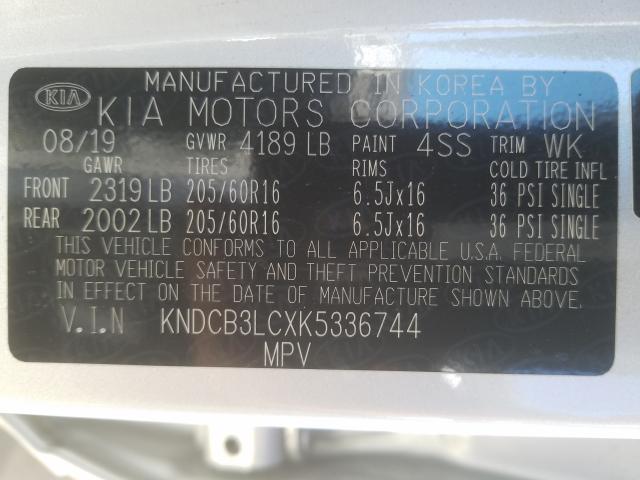 MANUFACTURED IN KOREA BY
KIA KIA MOTORS CORPORATION
08/19 GVWR 4189 LB PAINT 4SS TRIM WK
GAWR TIRES RIMS COLD TIRE INFL
FRONT 2319 LB 205/60R16 6.5Jx16 36 PSI SINGLE
REAR 2002 LB 205/60R16 6.5Jx16 36 PSI SINGLE
THIS VEHICLE CONFORMS TO ALL APPLICABLE U.S.A. FEDERAL
MOTOR VEHICLE SAFETY AND THEFT PREVENTION STANDARDS
IN EFFECT ON THE DATE OF MANUFACTURE SHOWN ABOVE.
V.I.N KNDCB3LCXK5336744
MPV